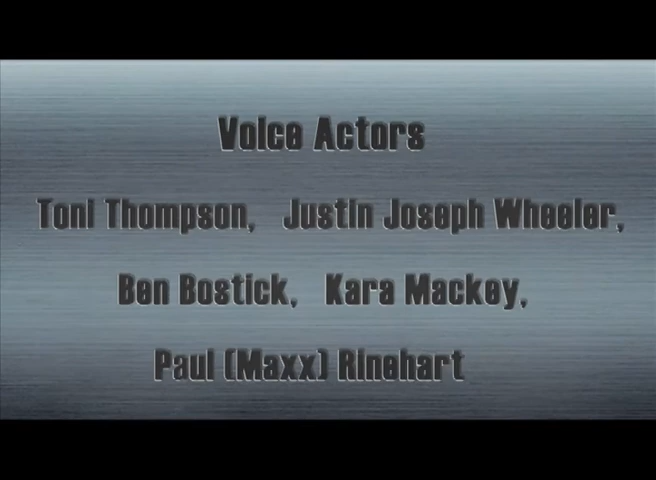 Voice Actors
Toni Thompson, Justin Joseph Wheeler,
Ben Bostick, Kara Mackey,
Paul (Maxx) Rinehart